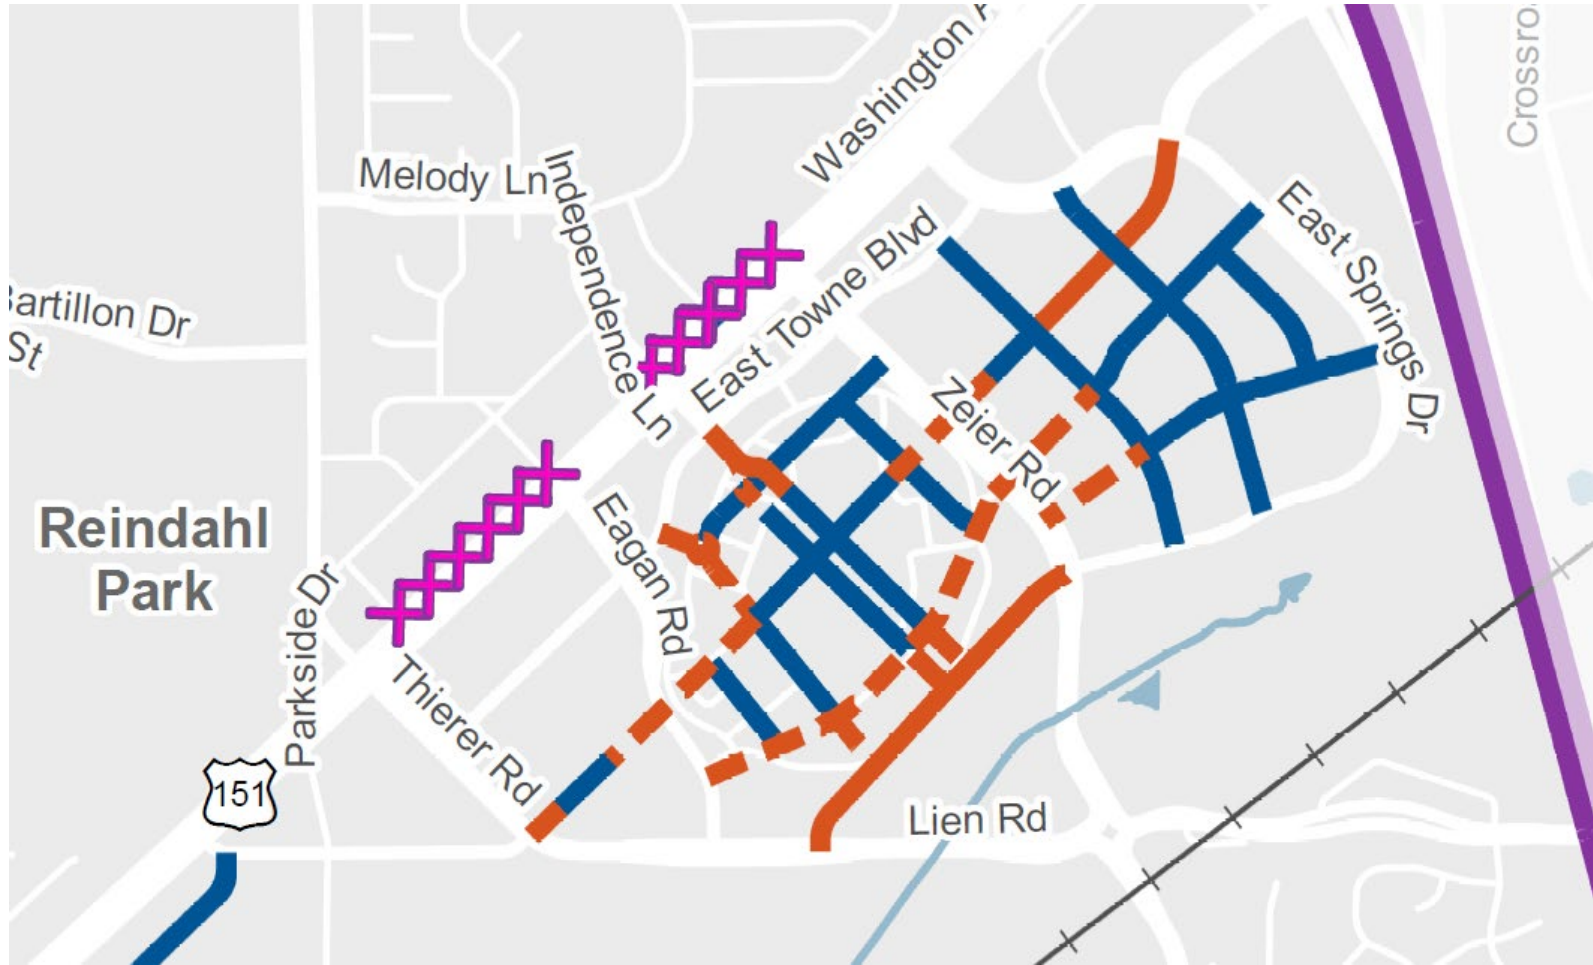 Crossro
Washington A
Melody Ln
Independence Ln
East Towne Blvd
East Springs Dr
artillon Dr
St
Zeier Rd
Reindahl
Park
Eagan Rd
Parkside Dr
Thierer Rd
151
Lien Rd